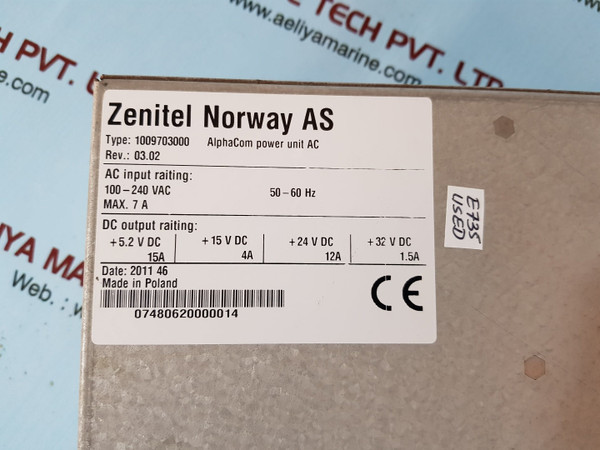 TECH PVT. LTD
www.aeliyamarine.com
PVT.
marine.com
Zenitel Norway AS
Type: 1009703000 AlphaCom power unit AC
Rev.: 03.02
AC input raiting:
100-240 VAC 50-60 Hz
MAX. 7 A
DC output raiting:
+5.2 V DC +15 V DC +24 V DC +32 V DC
15A 4A 12A 1.5A
Date: 2011 46
Made in Poland
07480620000014
CE
E735
USED
IYA MA
Web. :